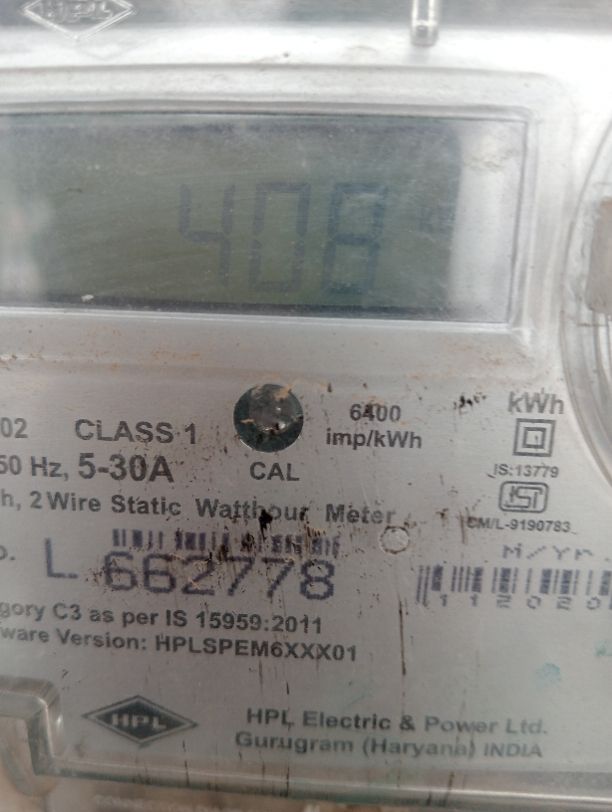 HPL
408
02 CLASS 1
CAL
6400
imp/kWh
kWh
50 Hz, 5-30A
IS:13779
h, 2 Wire Static Watthour Meter
CM/L-9190783
M/Yr.
L 662778
112020
gory C3 as per IS 15959:2011
ware Version: HPLSPEM6XXX01
HPL
HPL Electric & Power Ltd.
Gurugram (Haryana) INDIA